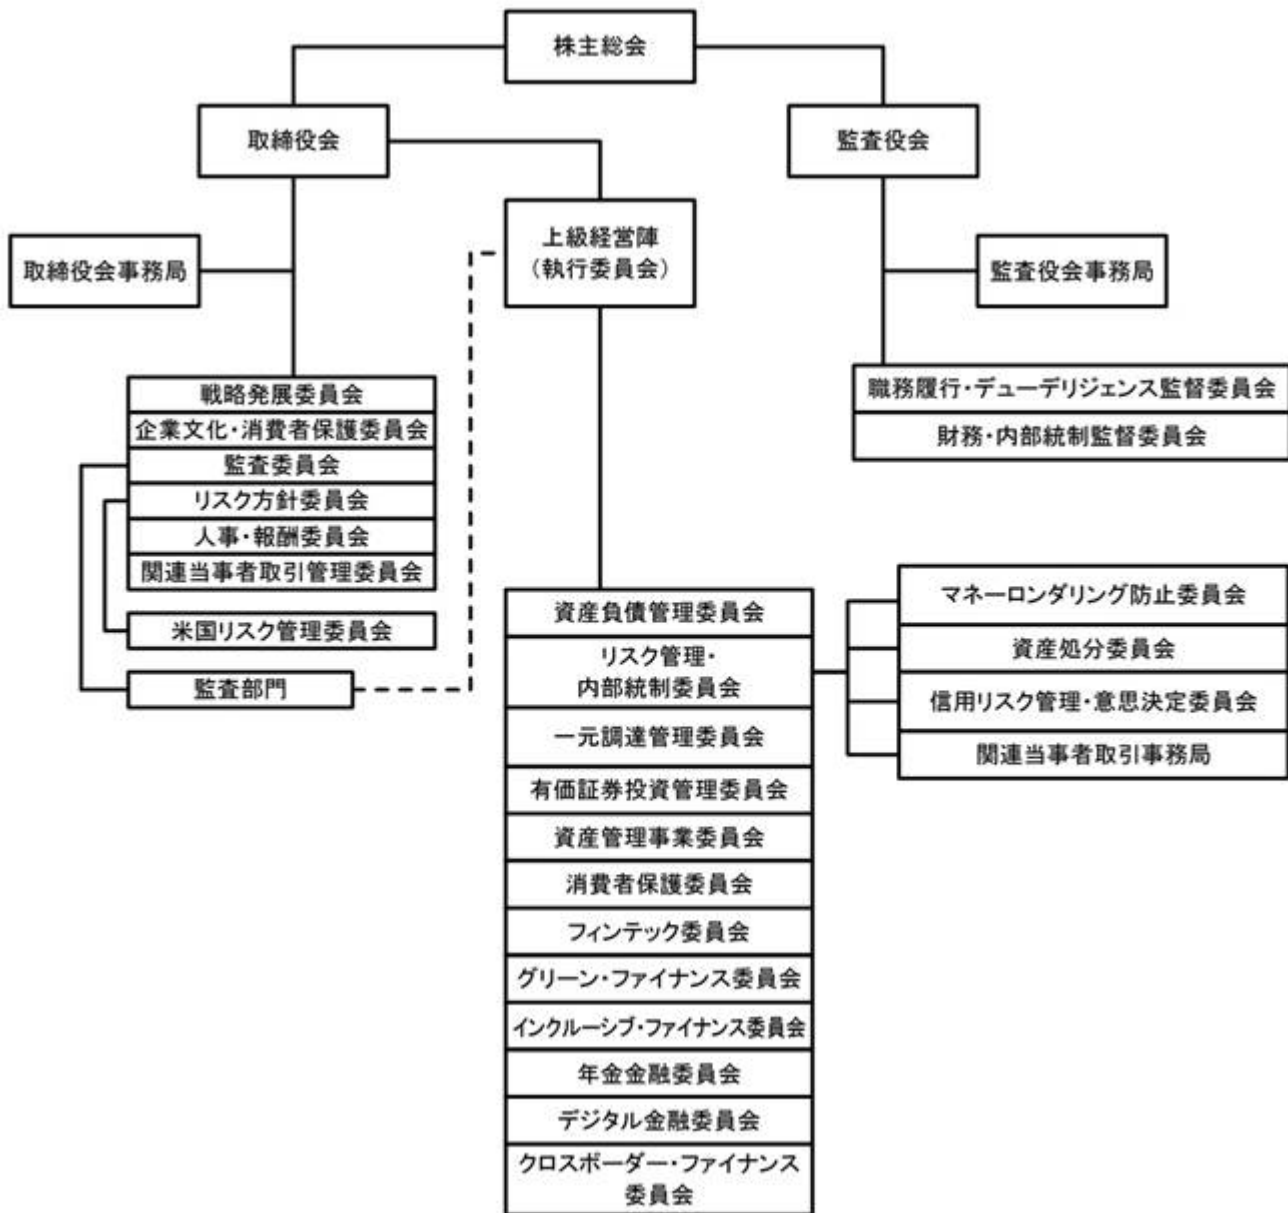 株主総会
取締役会
監査役会
上級経営陣
(執行委員会)
取締役会事務局
監査役会事務局
戦略発展委員会
企業文化・消費者保護委員会
監査委員会
リスク方針委員会
人事・報酬委員会
関連当事者取引管理委員会
米国リスク管理委員会
監査部門
職務履行・デューデリジェンス監督委員会
財務・内部統制監督委員会
資産負債管理委員会
リスク管理・
内部統制委員会
一元調達管理委員会
有価証券投資管理委員会
資産管理事業委員会
消費者保護委員会
フィンテック委員会
グリーン・ファイナンス委員会
インクルーシブ・ファイナンス委員会
年金金融委員会
デジタル金融委員会
クロスボーダー・ファイナンス
委員会
マネーロンダリング防止委員会
資産処分委員会
信用リスク管理・意思決定委員会
関連当事者取引事務局